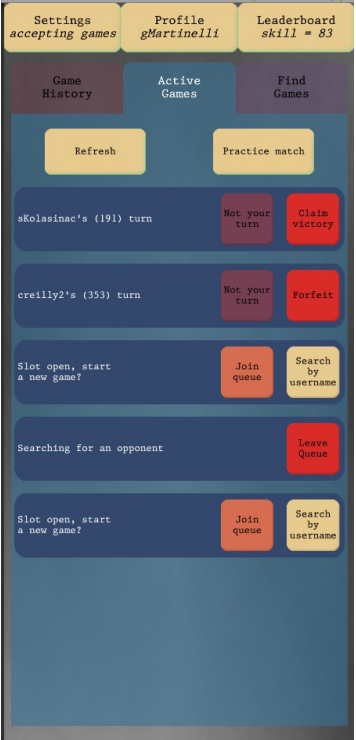 Settings
accepting games
Profile
gMartinelli
Leaderboard
skill = 83
Game
History
Active
Games
Find
Games
Refresh
Practice match
sKolasinac's (191) turn
Not your
turn
Claim
victory
creilly2's (353) turn
Not your
turn
Forfeit
Slot open, start
a new game?
Join
queue
Search
by
username
Searching for an opponent
Leave
Queue
Slot open, start
a new game?
Join
queue
Search
by
username